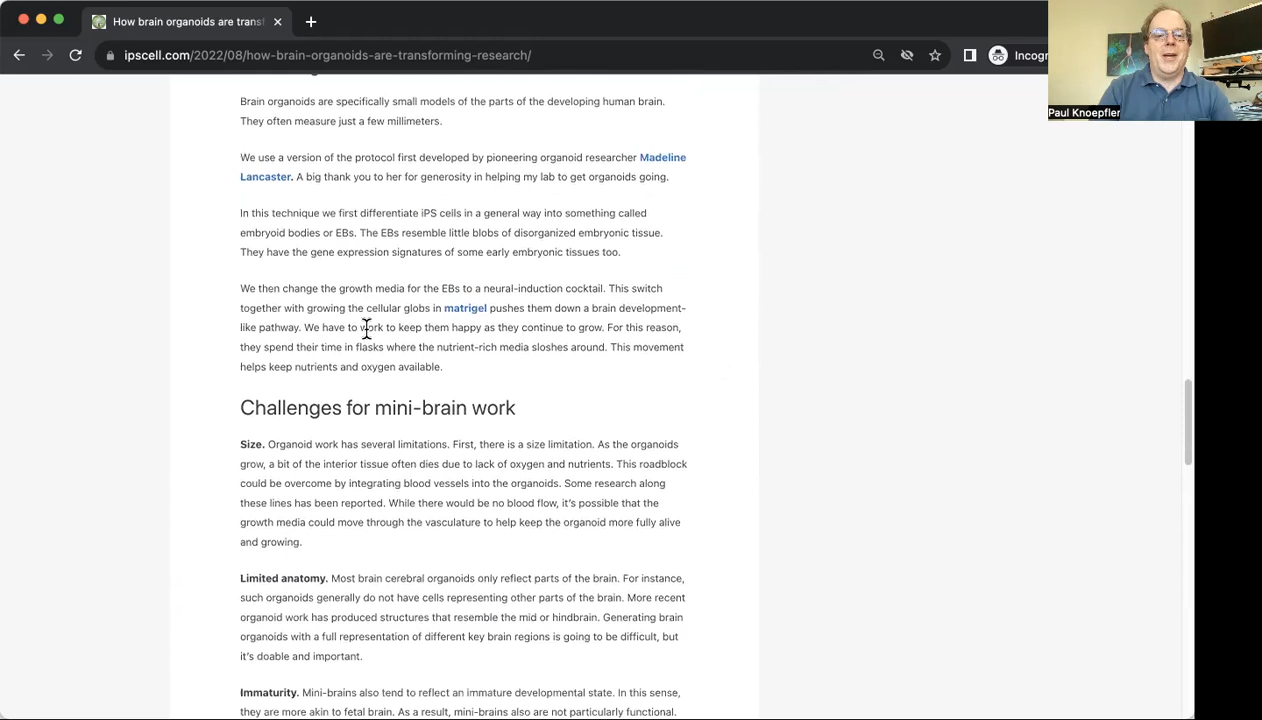 How brain organoids are transf
ipscell.com/2022/08/how-brain-organoids-are-transforming-research/
Incog
Paul Knoepfler
Brain organoids are specifically small models of the parts of the developing human brain.
They often measure just a few millimeters.
We use a version of the protocol first developed by pioneering organoid researcher Madeline
Lancaster. A big thank you to her for generosity in helping my lab to get organoids going.
In this technique we first differentiate iPS cells in a general way into something called
embryoid bodies or EBs. The EBs resemble little blobs of disorganized embryonic tissue.
They have the gene expression signatures of some early embryonic tissues too.
We then change the growth media for the EBs to a neural-induction cocktail. This switch
together with growing the cellular globs in matrigel pushes them down a brain development-
like pathway. We have to work to keep them happy as they continue to grow. For this reason,
they spend their time in flasks where the nutrient-rich media sloshes around. This movement
helps keep nutrients and oxygen available.
Challenges for mini-brain work
Size. Organoid work has several limitations. First, there is a size limitation. As the organoids
grow, a bit of the interior tissue often dies due to lack of oxygen and nutrients. This roadblock
could be overcome by integrating blood vessels into the organoids. Some research along
these lines has been reported. While there would be no blood flow, it's possible that the
growth media could move through the vasculature to help keep the organoid more fully alive
and growing.
Limited anatomy. Most brain cerebral organoids only reflect parts of the brain. For instance,
such organoids generally do not have cells representing other parts of the brain. More recent
organoid work has produced structures that resemble the mid or hindbrain. Generating brain
organoids with a full representation of different key brain regions is going to be difficult, but
it's doable and important.
Immaturity. Mini-brains also tend to reflect an immature developmental state. In this sense,
they are more akin to fetal brain. As a result, mini-brains also are not particularly functional.